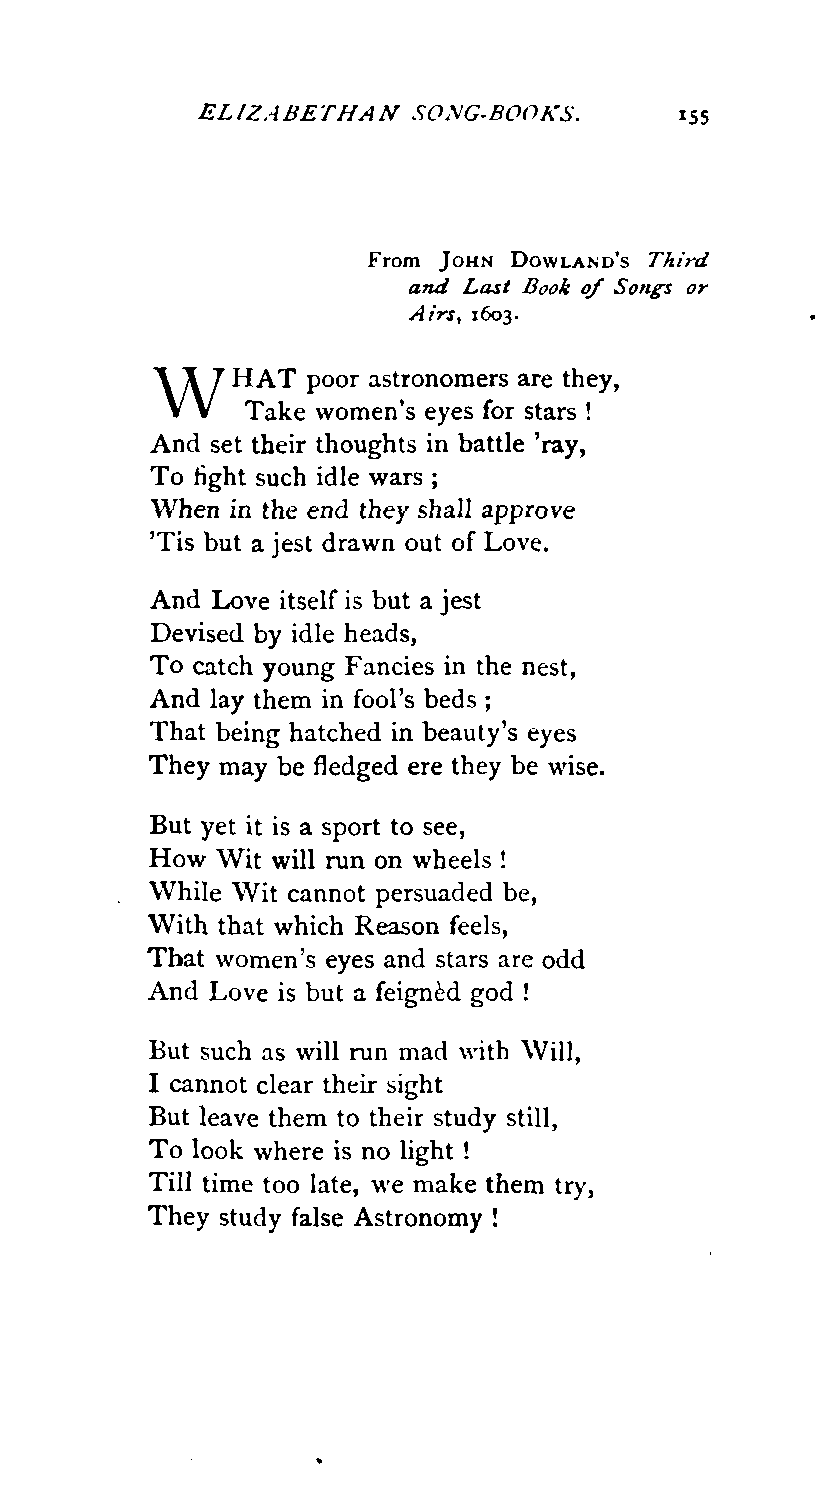 ELIZABETHAN SONG-BOOKS. 155
From JOHN DOWLAND'S Third
and Last Book of Songs or
Airs, 1603.
WHAT poor astronomers are they,
Take women's eyes for stars !
And set their thoughts in battle 'ray,
To fight such idle wars ;
When in the end they shall approve
'Tis but a jest drawn out of Love.
And Love itself is but a jest
Devised by idle heads,
To catch young Fancies in the nest,
And lay them in fool's beds ;
That being hatched in beauty's eyes
They may be fledged ere they be wise.
But yet it is a sport to see,
How Wit will run on wheels !
While Wit cannot persuaded be,
With that which Reason feels,
That women's eyes and stars are odd
And Love is but a feignèd god !
But such as will run mad with Will,
I cannot clear their sight
But leave them to their study still,
To look where is no light !
Till time too late, we make them try,
They study false Astronomy !